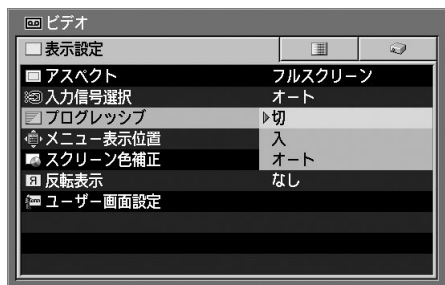 ビデオ
表示設定
アスペクト フルスクリーン
入力信号選択 オート
プログレッシブ 切
メニュー表示位置 入
スクリーン色補正 オート
反転表示 なし
ユーザー画面設定